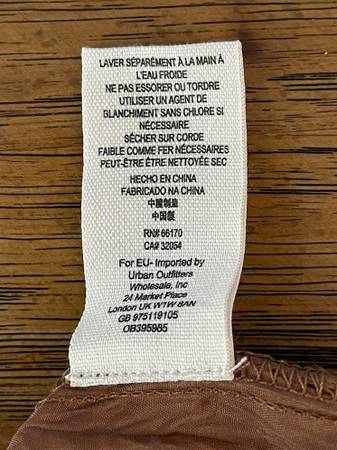 LAVER SÉPARÉMENT À LA MAIN À
L'EAU FROIDE
NE PAS ESSORER OU TORDRE
UTILISER UN AGENT DE
BLANCHIMENT SANS CHLORE SI
NÉCESSAIRE
SÉCHER SUR CORDE
FAIBLE COMME FER NÉCESSAIRES
PEUT-ÊTRE ÊTRE NETTOYÉE SEC
HECHO EN CHINA
FABRICADO NA CHINA
中國制造
中国製
RN# 66170
CA# 32054
For EU- Imported by
Urban Outfitters
Wholesale, Inc
24 Market Place
London UK W1W 8AN
GB 975119105
OB395985